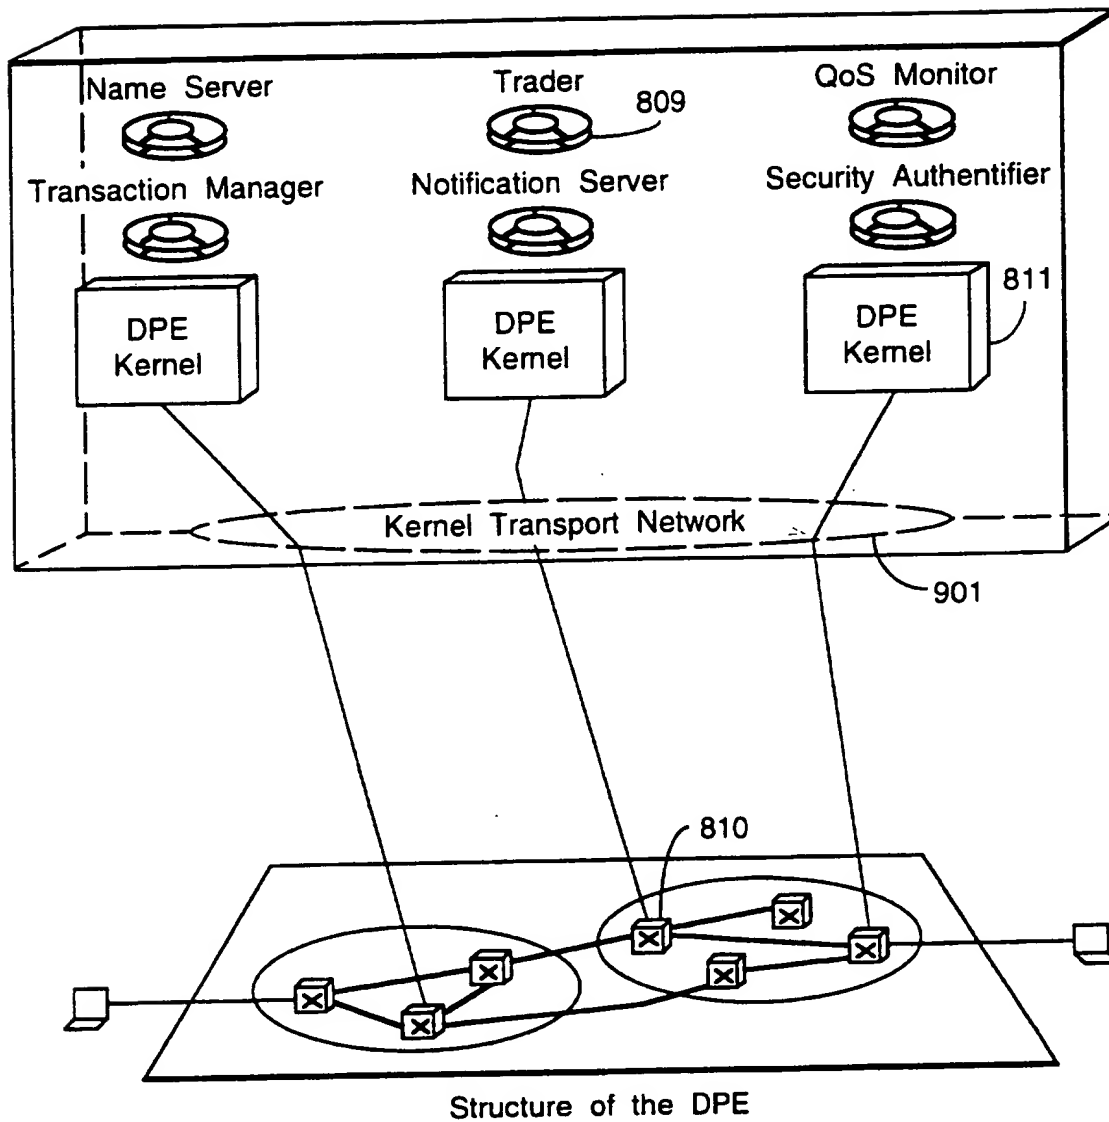 Name Server
Trader
QoS Monitor
809
Transaction Manager
Notification Server
Security Authentifier
811
DPE
Kernel
DPE
Kernel
DPE
Kernel
Kernel Transport Network
901
810
Structure of the DPE